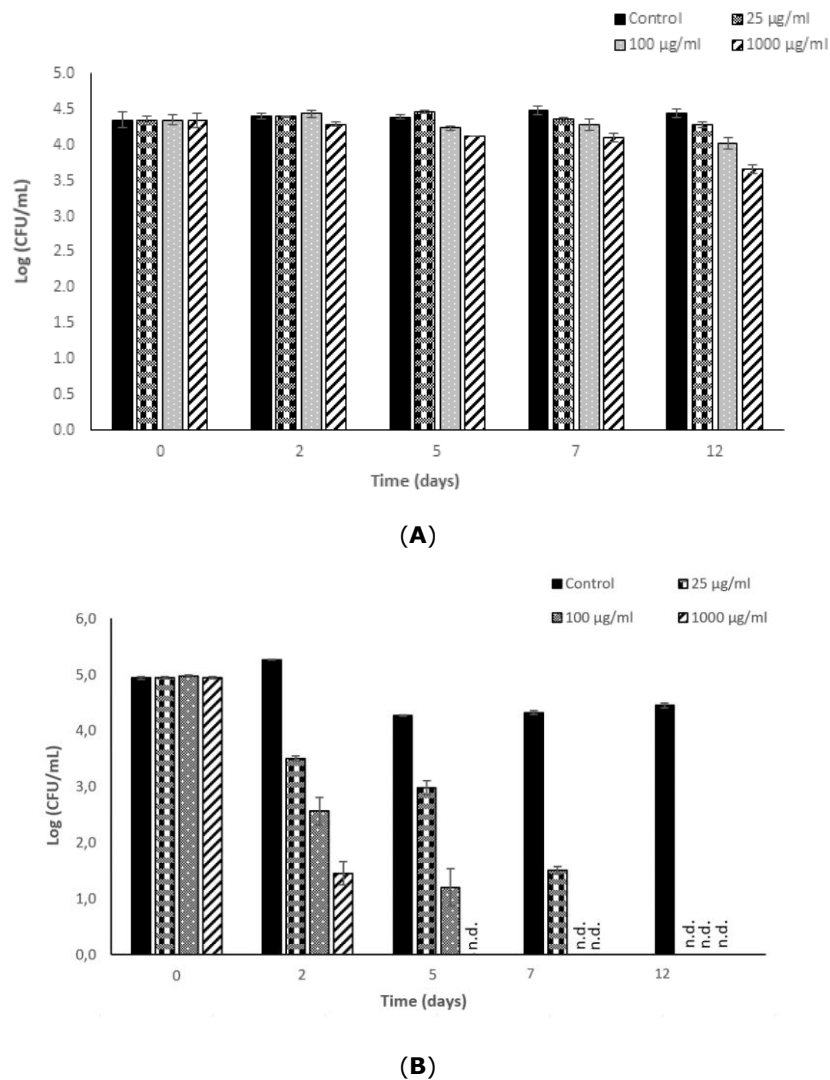 Control 25 µg/ml
100 µg/ml 1000 µg/ml
5.0
4.5
4.0
3.5
3.0
2.5
2.0
1.5
1.0
0.5
0.0
Log (CFU/mL)
0 2 5 7 12
Time (days)
(A)
Control 25 µg/ml
100 µg/ml 1000 µg/ml
6,0
5,0
4,0
3,0
2,0
1,0
0,0
Log (CFU/mL)
n.d.
n.d.
n.d.
n.d.
n.d.
n.d.
0 2 5 7 12
Time (days)
(B)